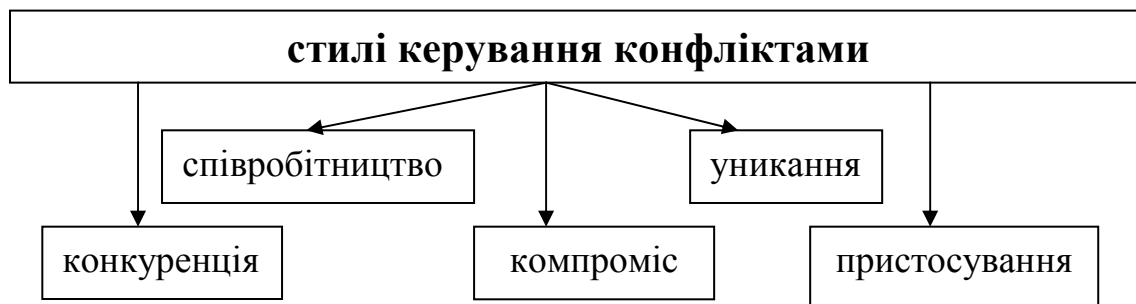 стилі керування конфліктами
співробітництво
уникання
конкуренція
компроміс
пристосування